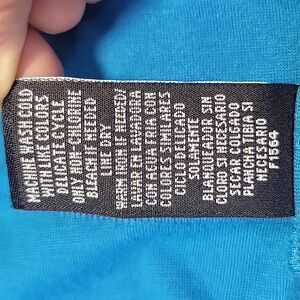 MACHINE WASH COLD
WITH LIKE COLORS
DELICATE CYCLE
ONLY NON CHLORINE
BLEACH IF NEEDED
LINE DRY
WARM IRON IF NEEDED/
LAVAR EN LAVADORA
CON AGUA FRIA CON
COLORES SIMILARES
CICLO DELICADO
SOLAMENTE
BLANQUEADOR SIN
CLORO SI NECESARIO
SECAR COLGADO
PLANCHA TIBIA SI
NECESARIO
F1564